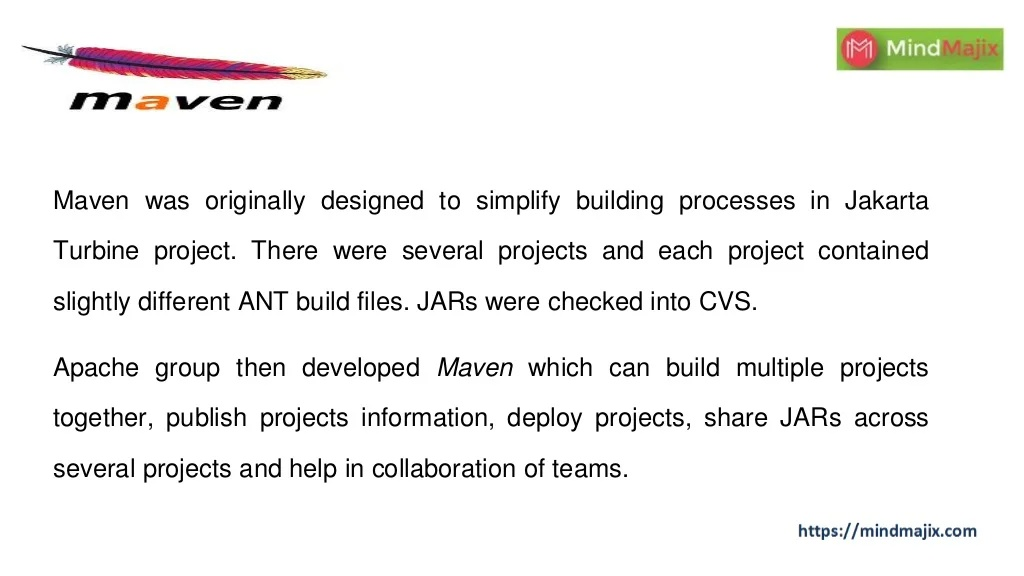 maven
MindMajix
Maven was originally designed to simplify building processes in Jakarta
Turbine project. There were several projects and each project contained
slightly different ANT build files. JARs were checked into CVS.
Apache group then developed Maven which can build multiple projects
together, publish projects information, deploy projects, share JARs across
several projects and help in collaboration of teams.
https://mindmajix.com